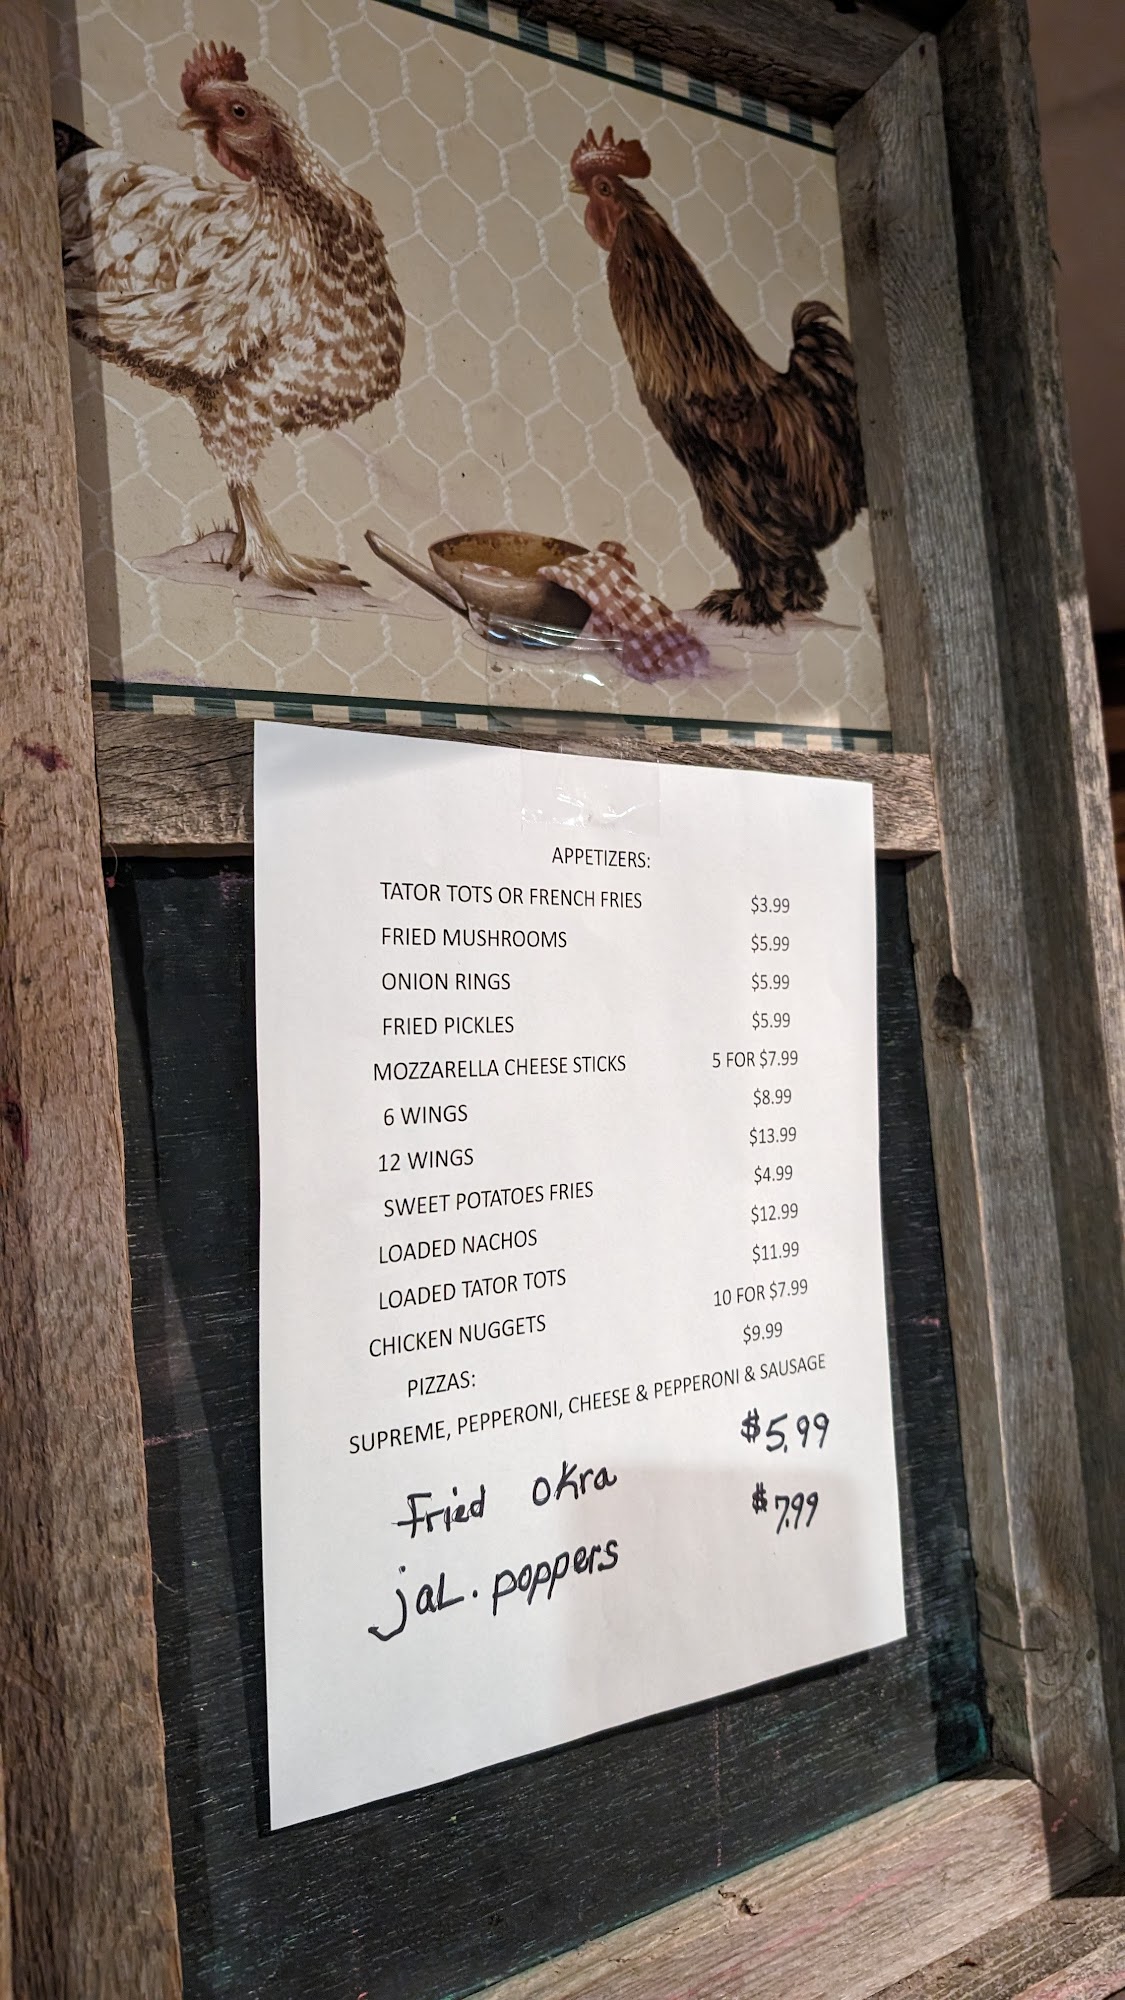 APPETIZERS:
TATOR TOTS OR FRENCH FRIES $3.99
FRIED MUSHROOMS $5.99
ONION RINGS $5.99
FRIED PICKLES $5.99
MOZZARELLA CHEESE STICKS 5 FOR $7.99
6 WINGS $8.99
12 WINGS $13.99
SWEET POTATOES FRIES $4.99
LOADED NACHOS $12.99
LOADED TATOR TOTS $11.99
CHICKEN NUGGETS 10 FOR $7.99
PIZZAS: $9.99
SUPREME, PEPPERONI, CHEESE & PEPPERONI & SAUSAGE
Fried okra $5.99
jaL. poppers $7.99